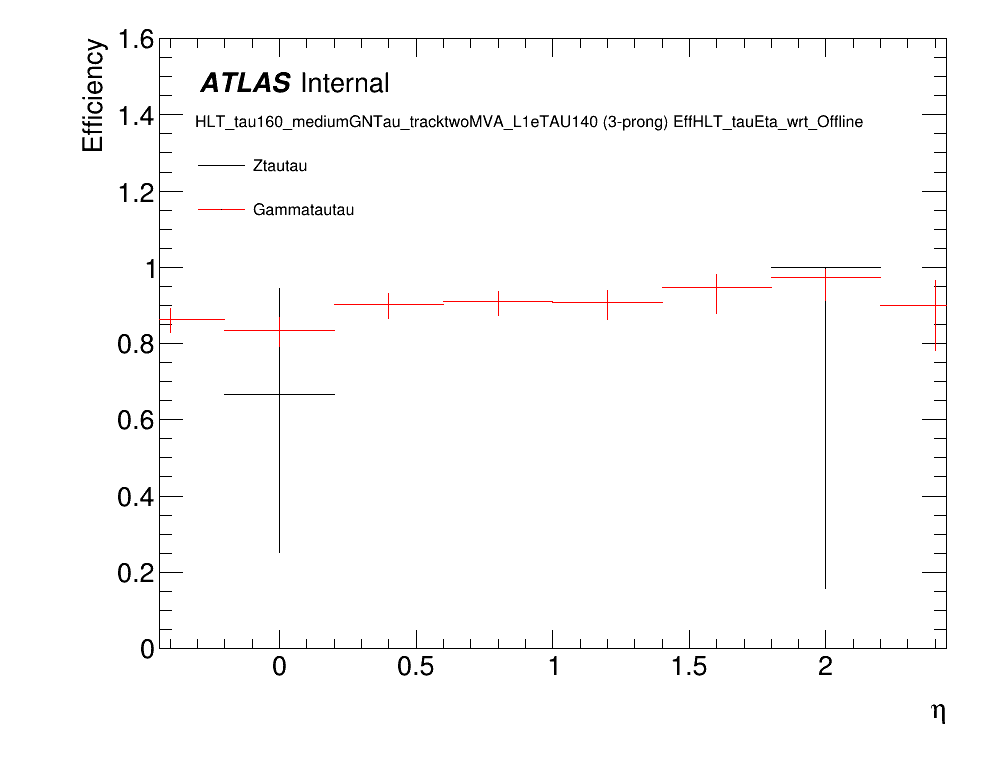 Efficiency
1.6
1.4
1.2
1
0.8
0.6
0.4
0.2
0
ATLAS Internal
HLT_tau160_mediumGNTau_tracktwoMVA_L1eTAU140 (3-prong) EffHLT_tauEta_wrt_Offline
Ztautau
Gammatautau
0 0.5 1 1.5 2
η